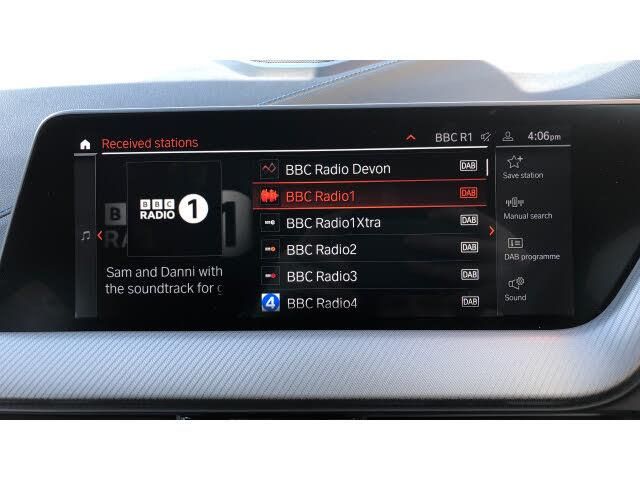 Received stations
BBC R1
4:06pm
BBC
RADIO 1
Sam and Danni with
the soundtrack for g
BBC Radio Devon DAB
BBC Radio1 DAB
BBC Radio1Xtra DAB
BBC Radio2 DAB
BBC Radio3 DAB
4 BBC Radio4 DAB
Save station
Manual search
DAB programme
Sound